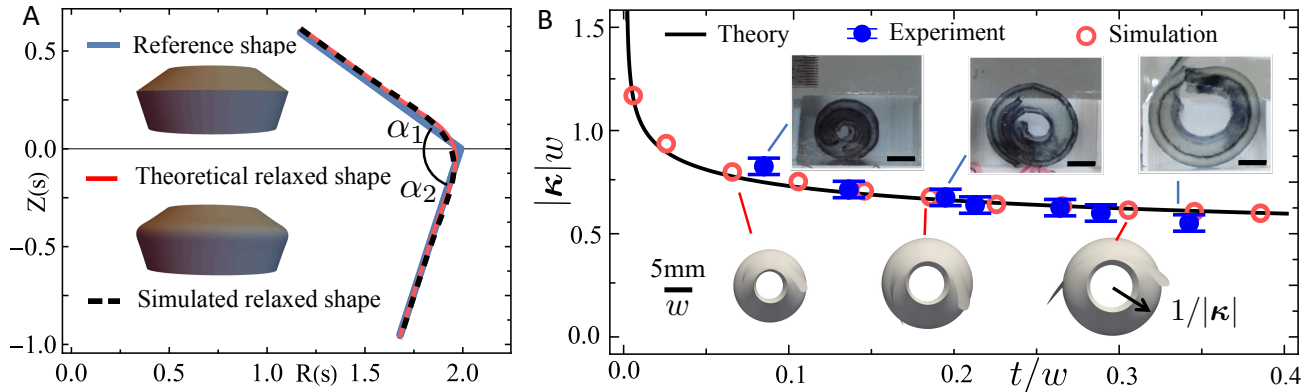 A
0.5
0.0
−0.5
−1.0
Z(s)
Reference shape
α₁
α₂
Theoretical relaxed shape
Simulated relaxed shape
0.0
0.5
1.0
R(s)
1.5
2.0
B
1.5
1.0
0.5
0.0
|κ|w
Theory
Experiment
Simulation
5mm
w
1/|κ|
0.0
0.1
0.2
t/w
0.3
0.4